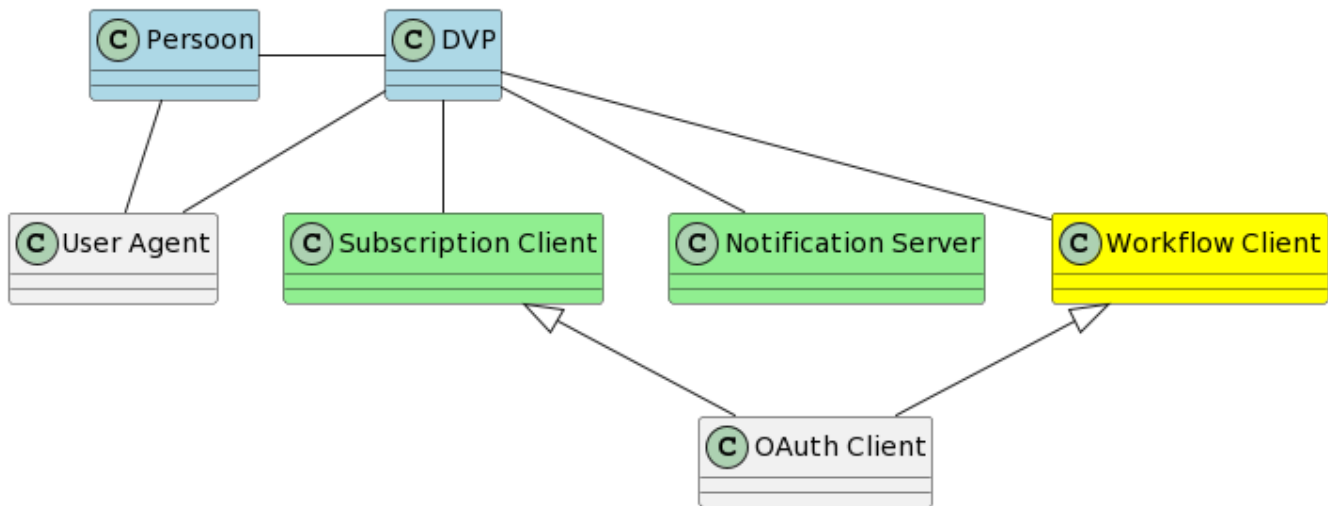 C Persoon
C DVP
C User Agent
C Subscription Client
C Notification Server
C Workflow Client
C OAuth Client